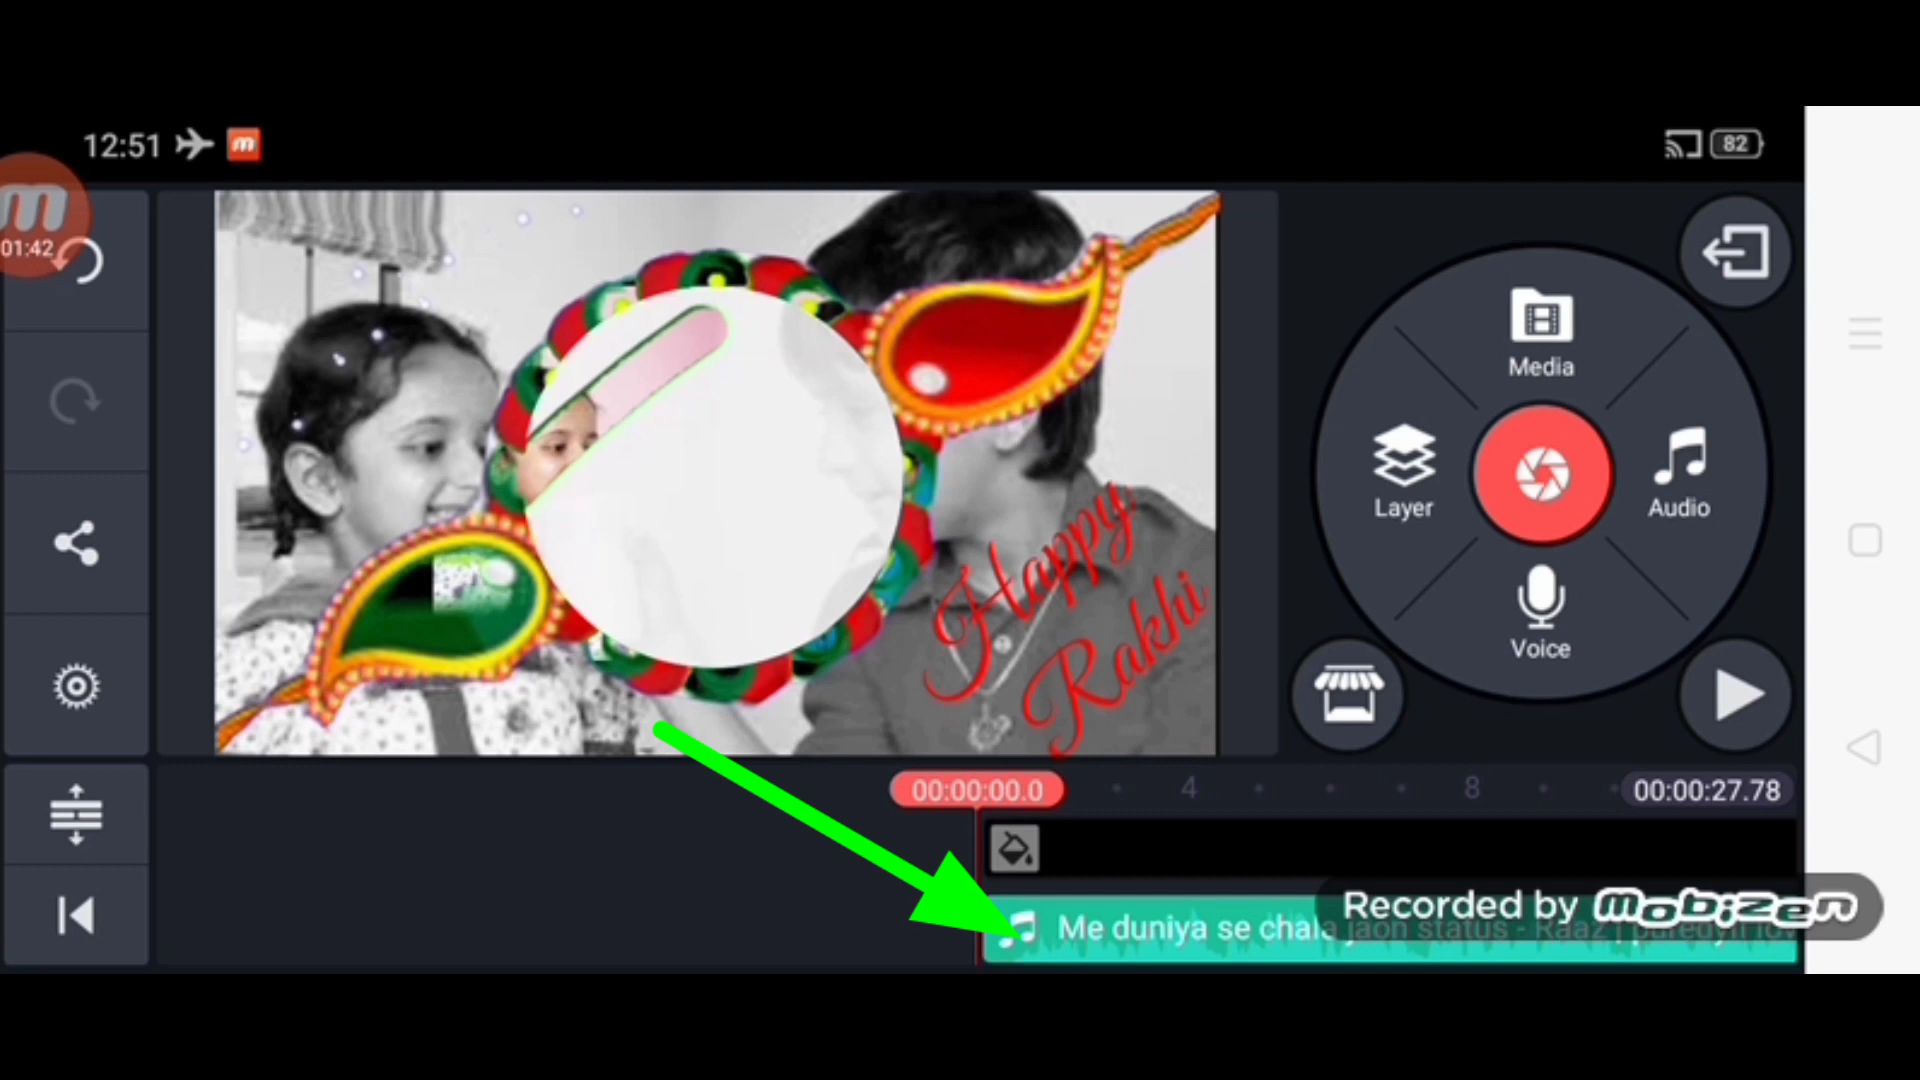 12:51
m
82
m
01:42
Media
Layer
Audio
Voice
Happy
Rakhi
00:00:00.0
4
8
00:00:27.78
Me duniya se chala jaon status - Raaz
Recorded by mobizen